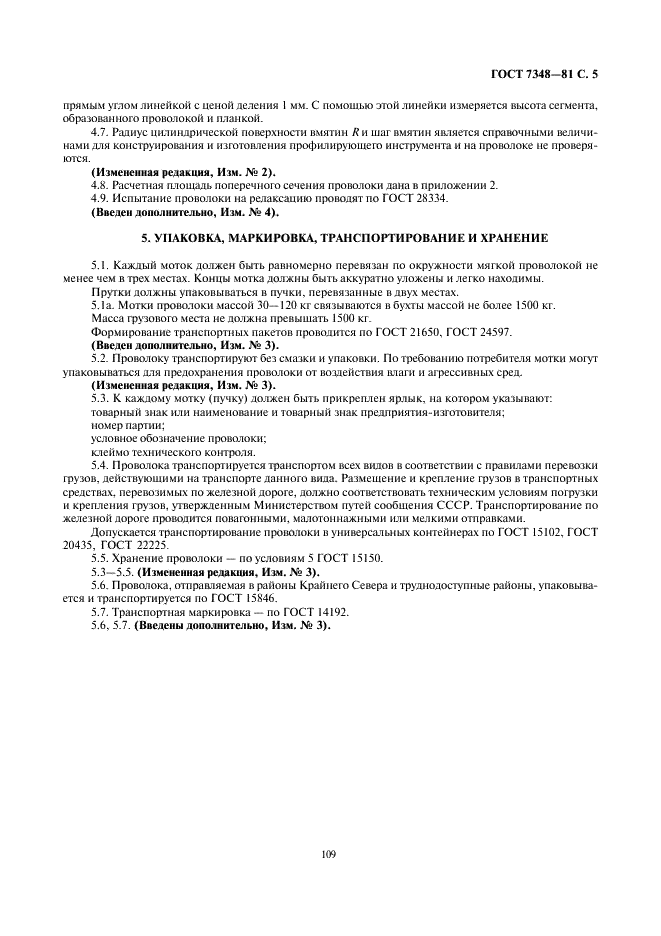 ГОСТ 7348—81 С. 5
прямым углом линейкой с ценой деления 1 мм. С помощью этой линейки измеряется высота сегмента,
образованного проволокой и планкой.
4.7. Радиус цилиндрической поверхности вмятин R и шаг вмятин является справочными величи-
нами для конструирования и изготовления профилирующего инструмента и на проволоке не проверя-
ются.
(Измененная редакция, Изм. № 2).
4.8. Расчетная площадь поперечного сечения проволоки дана в приложении 2.
4.9. Испытание проволоки на релаксацию проводят по ГОСТ 28334.
(Введен дополнительно, Изм. № 4).
5. УПАКОВКА, МАРКИРОВКА, ТРАНСПОРТИРОВАНИЕ И ХРАНЕНИЕ
5.1. Каждый моток должен быть равномерно перевязан по окружности мягкой проволокой не
менее чем в трех местах. Концы мотка должны быть аккуратно уложены и легко находимы.
Прутки должны упаковываться в пучки, перевязанные в двух местах.
5.1а. Мотки проволоки массой 30—120 кг связываются в бухты массой не более 1500 кг.
Масса грузового места не должна превышать 1500 кг.
Формирование транспортных пакетов проводится по ГОСТ 21650, ГОСТ 24597.
(Введен дополнительно, Изм. № 3).
5.2. Проволоку транспортируют без смазки и упаковки. По требованию потребителя мотки могут
упаковываться для предохранения проволоки от воздействия влаги и агрессивных сред.
(Измененная редакция, Изм. № 3).
5.3. К каждому мотку (пучку) должен быть прикреплен ярлык, на котором указывают:
товарный знак или наименование и товарный знак предприятия-изготовителя;
номер партии;
условное обозначение проволоки;
клеймо технического контроля.
5.4. Проволока транспортируется транспортом всех видов в соответствии с правилами перевозки
грузов, действующими на транспорте данного вида. Размещение и крепление грузов в транспортных
средствах, перевозимых по железной дороге, должно соответствовать техническим условиям погрузки
и крепления грузов, утвержденным Министерством путей сообщения СССР. Транспортирование по
железной дороге проводится повагонными, малотоннажными или мелкими отправками.
Допускается транспортирование проволоки в универсальных контейнерах по ГОСТ 15102, ГОСТ
20435, ГОСТ 22225.
5.5. Хранение проволоки — по условиям 5 ГОСТ 15150.
5.3—5.5. (Измененная редакция, Изм. № 3).
5.6. Проволока, отправляемая в районы Крайнего Севера и труднодоступные районы, упаковыва-
ется и транспортируется по ГОСТ 15846.
5.7. Транспортная маркировка — по ГОСТ 14192.
5.6, 5.7. (Введены дополнительно, Изм. № 3).
109